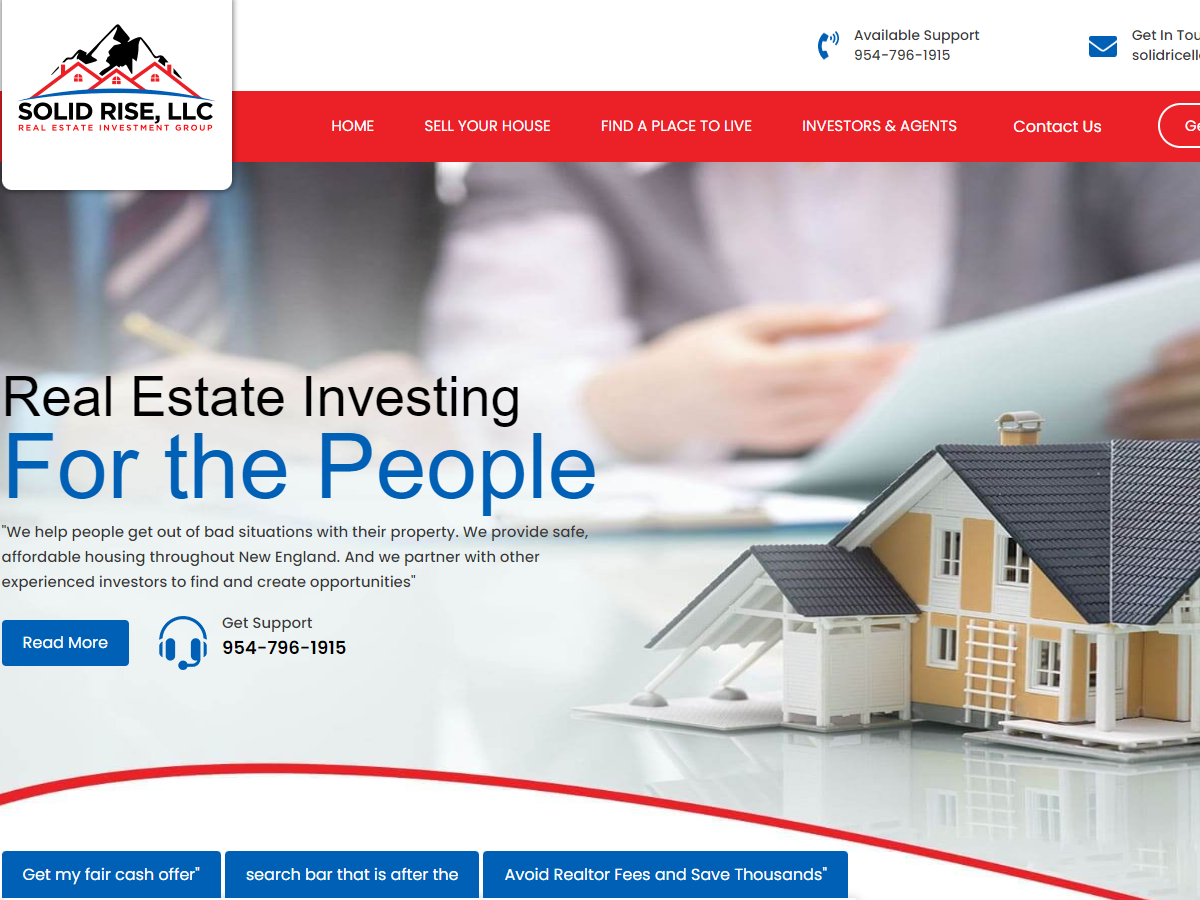 SOLID RISE, LLC
REAL ESTATE INVESTMENT GROUP
Available Support
954-796-1915
Get In Tou
solidricell
HOME
SELL YOUR HOUSE
FIND A PLACE TO LIVE
INVESTORS & AGENTS
Contact Us
Ge
Real Estate Investing
For the People
"We help people get out of bad situations with their property. We provide safe,
affordable housing throughout New England. And we partner with other
experienced investors to find and create opportunities"
Read More
Get Support
954-796-1915
Get my fair cash offer"
search bar that is after the
Avoid Realtor Fees and Save Thousands"